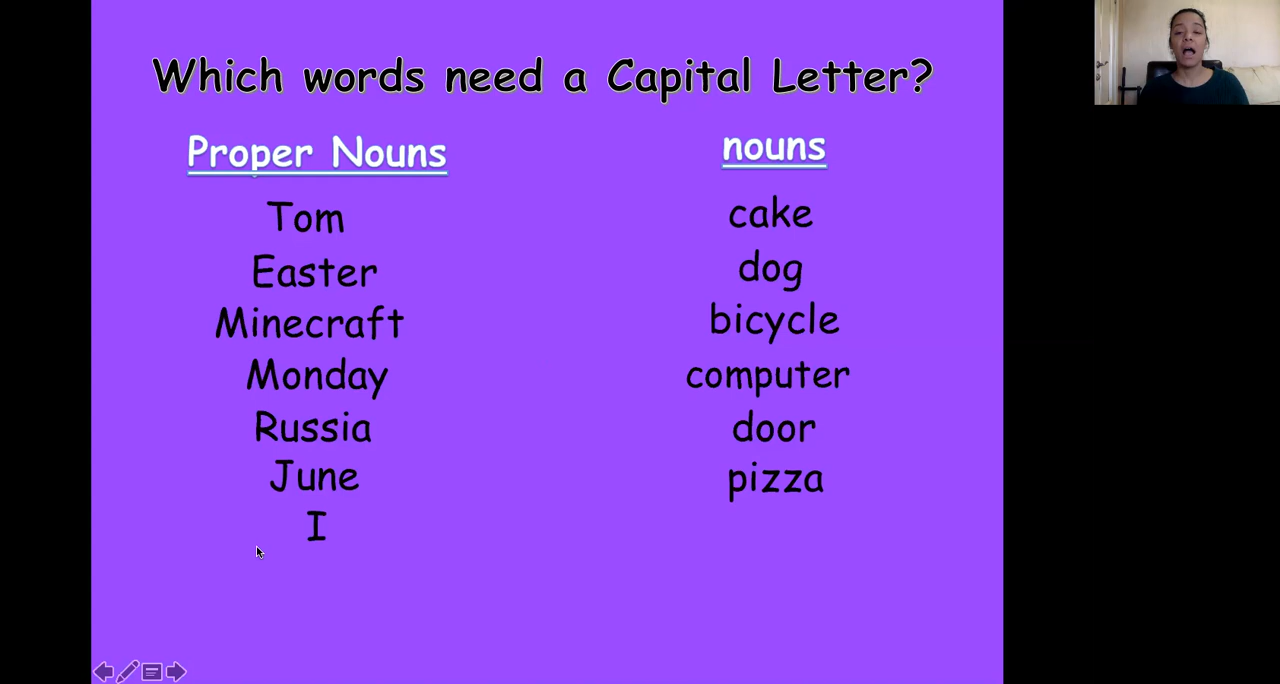 Which words need a Capital Letter?
Proper Nouns
Tom
Easter
Minecraft
Monday
Russia
June
I
nouns
cake
dog
bicycle
computer
door
pizza